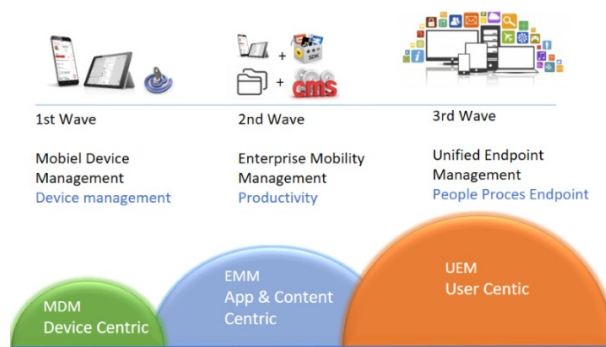 1st Wave
Mobiel Device
Management
Device management
2nd Wave
Enterprise Mobility
Management
Productivity
3rd Wave
Unified Endpoint
Management
People Proces Endpoint
cms
MDM
Device Centric
EMM
App & Content
Centric
UEM
User Centic